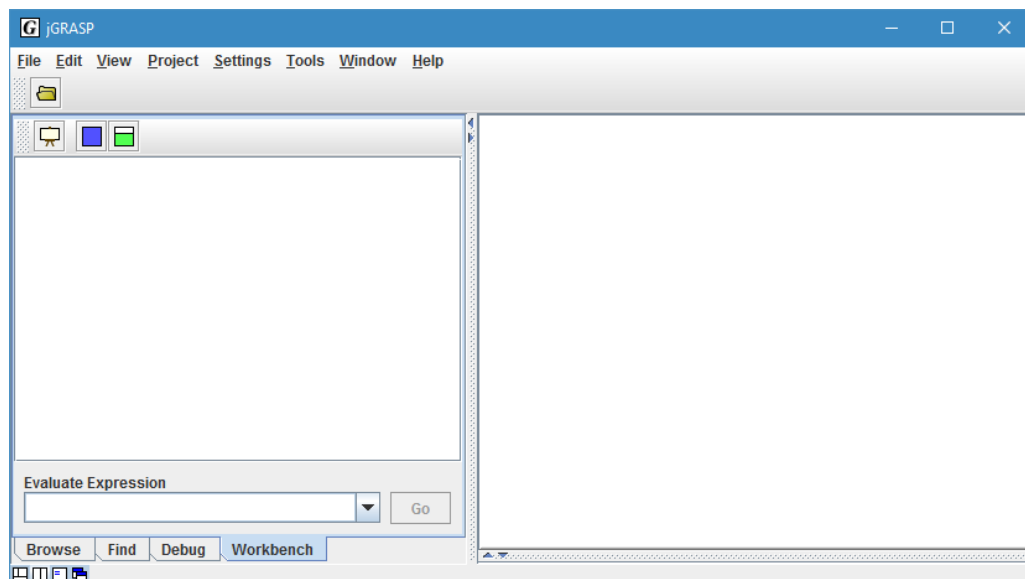 G jGRASP
File Edit View Project Settings Tools Window Help
Evaluate Expression
Go
Browse Find Debug Workbench